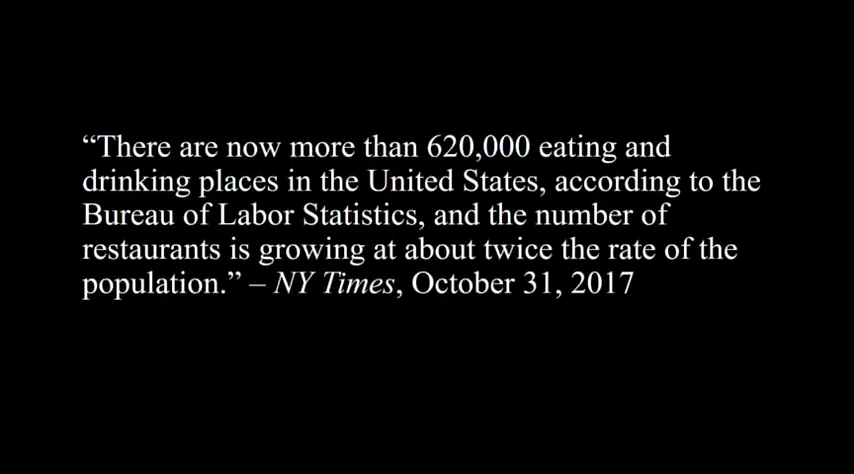 “There are now more than 620,000 eating and
drinking places in the United States, according to the
Bureau of Labor Statistics, and the number of
restaurants is growing at about twice the rate of the
population.” – NY Times, October 31, 2017